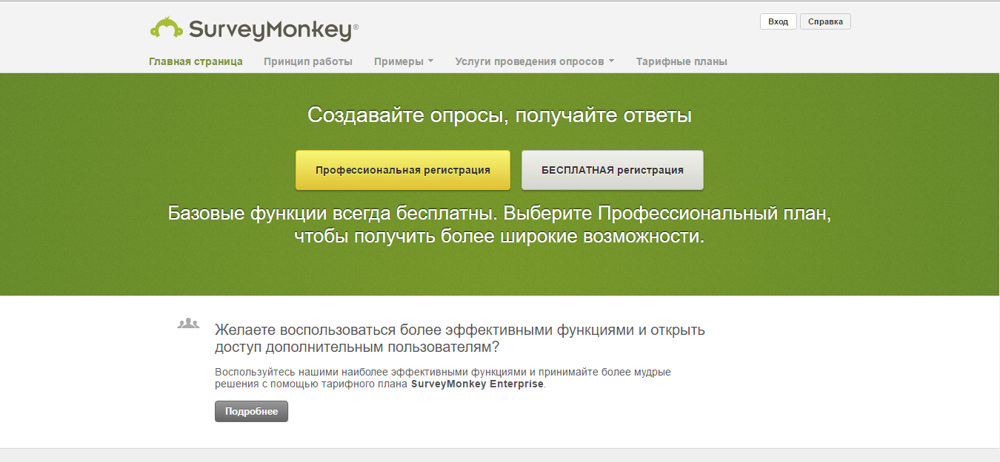 SurveyMonkey®
Вход
Справка
Главная страница
Принцип работы
Примеры
Услуги проведения опросов
Тарифные планы
Создавайте опросы, получайте ответы
Профессиональная регистрация
БЕСПЛАТНАЯ регистрация
Базовые функции всегда бесплатны. Выберите Профессиональный план,
чтобы получить более широкие возможности.
Желаете воспользоваться более эффективными функциями и открыть
доступ дополнительным пользователям?
Воспользуйтесь нашими наиболее эффективными функциями и принимайте более мудрые
решения с помощью тарифного плана SurveyMonkey Enterprise.
Подробнее